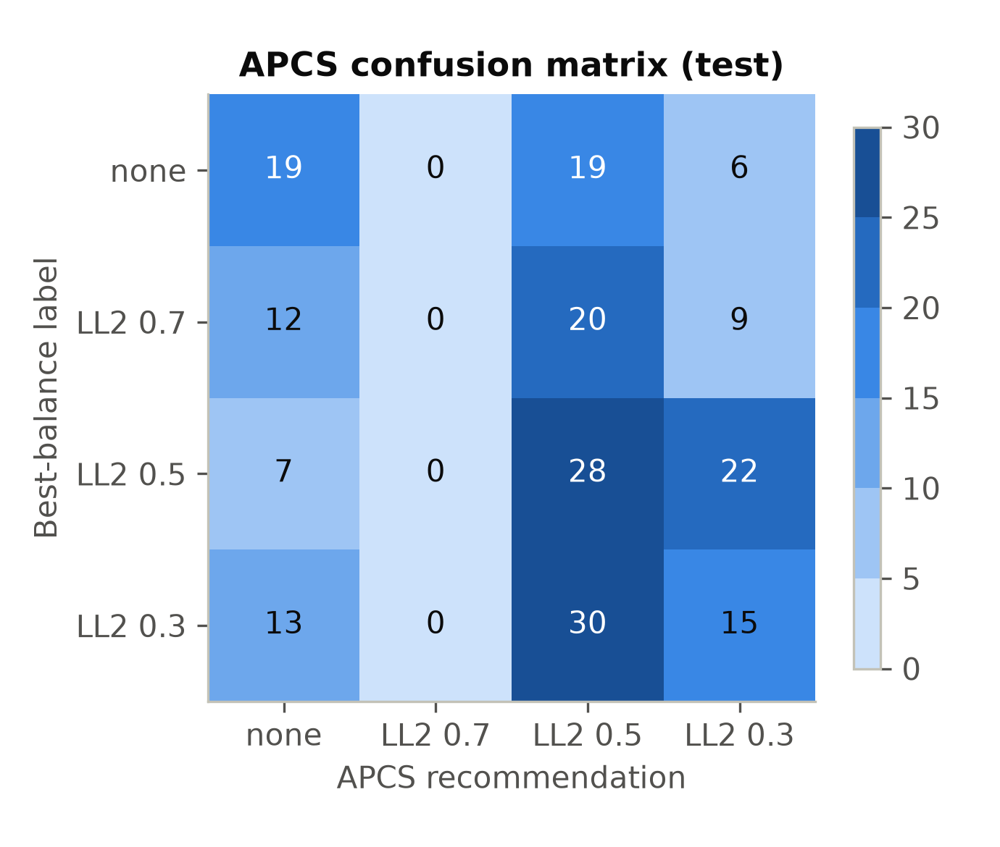 APCS confusion matrix (test)
Best-balance label
none
LL2 0.7
LL2 0.5
LL2 0.3
19 0 19 6
12 0 20 9
7 0 28 22
13 0 30 15
none LL2 0.7 LL2 0.5 LL2 0.3
APCS recommendation
30
25
20
15
10
5
0